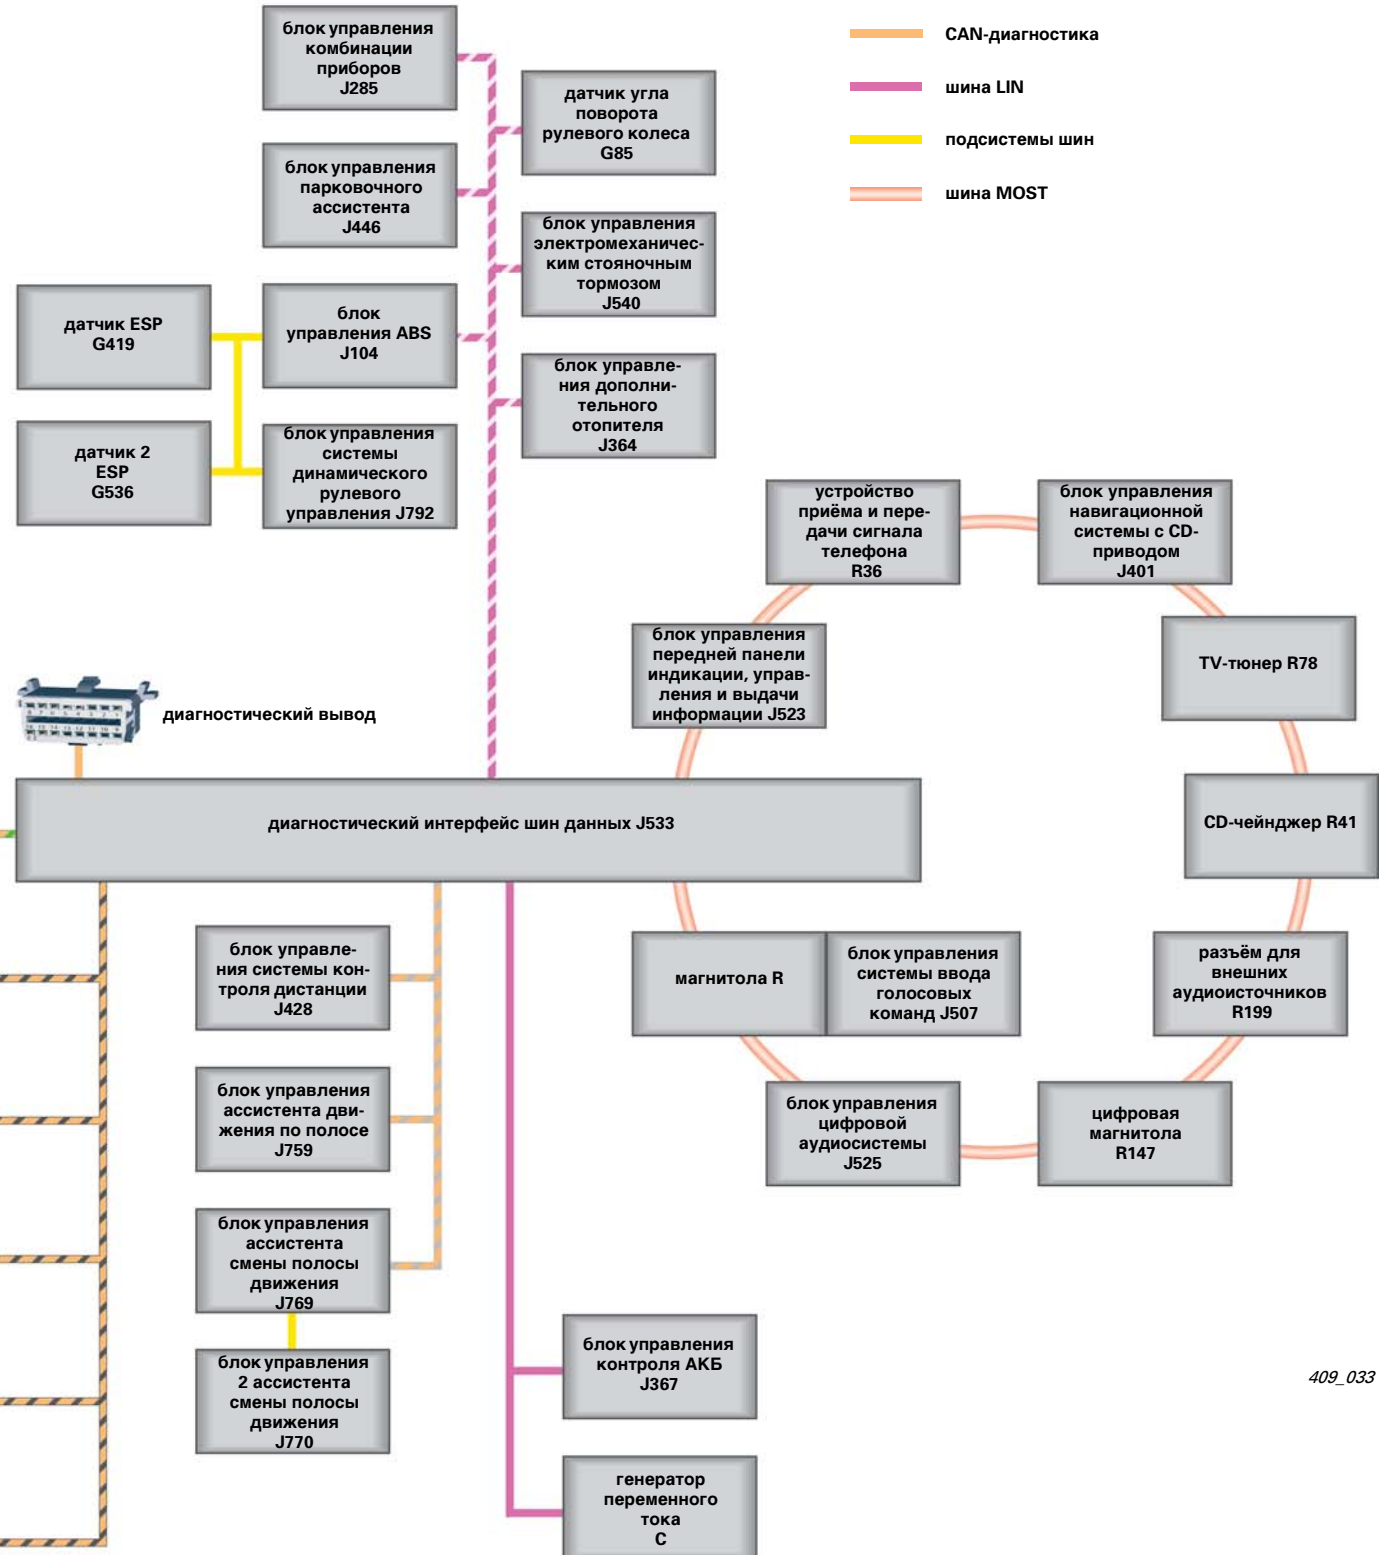 блок управления
комбинации
приборов
J285
датчик угла
поворота
рулевого колеса
G85
блок управления
парковочного
ассистента
J446
блок управления
электромеханичес-
ким стояночным
тормозом
J540
датчик ESP
G419
блок
управления ABS
J104
блок управле-
ния дополни-
тельного
отопителя
J364
датчик 2
ESP
G536
блок управления
системы
динамического
рулевого
управления J792
CAN-диагностика
шина LIN
подсистемы шин
шина MOST
устройство
приёма и пере-
дачи сигнала
телефона
R36
блок управления
навигационной
системы с CD-
приводом
J401
блок управления
передней панели
индикации, управ-
ления и выдачи
информации J523
TV-тюнер R78
диагностический вывод
диагностический интерфейс шин данных J533
CD-чейнджер R41
блок управле-
ния системы кон-
троля дистанции
J428
магнитола R
блок управления
системы ввода
голосовых
команд J507
разъём для
внешних
аудиоисточников
R199
блок управления
ассистента дви-
жения по полосе
J759
блок управления
цифровой
аудиосистемы
J525
цифровая
магнитола
R147
блок управления
ассистента
смены полосы
движения
J769
блок управления
2 ассистента
смены полосы
движения
J770
блок управления
контроля АКБ
J367
генератор
переменного
тока
C
409_033